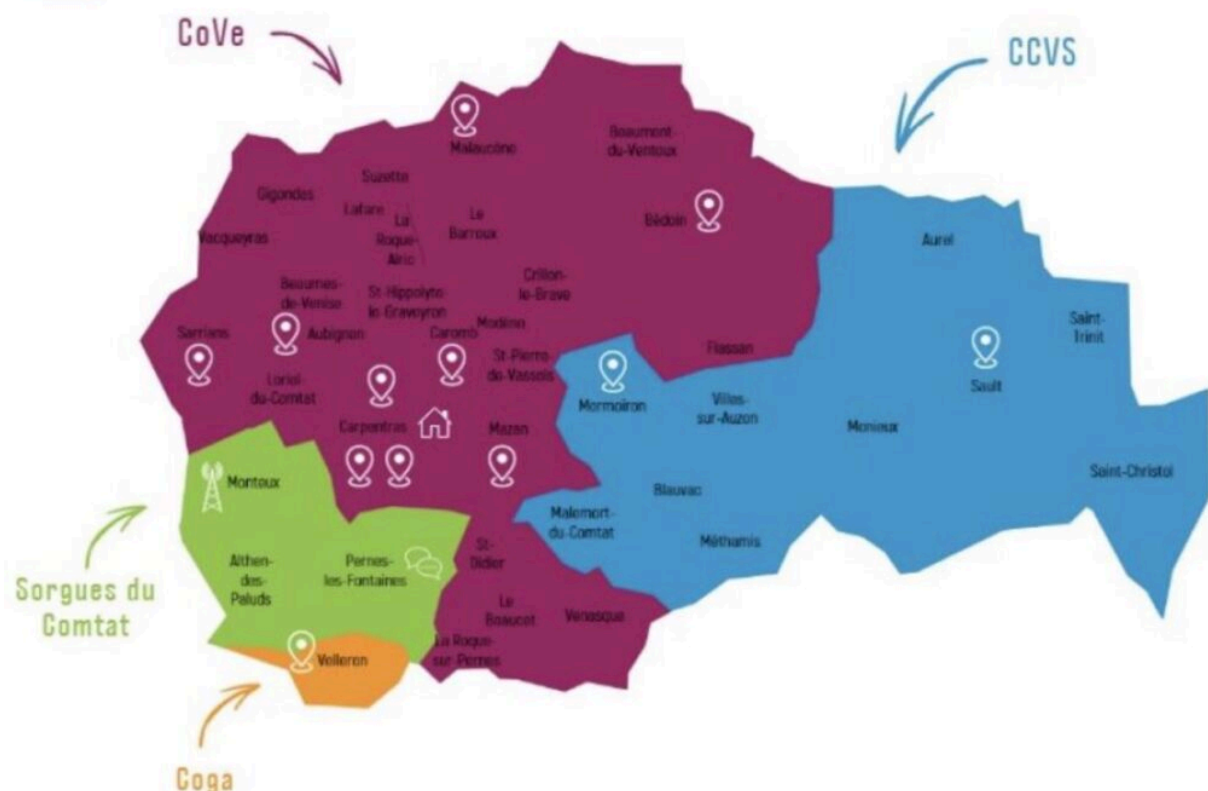 CoVe
CCVS
Malaucène
Beaumont-
du-Ventoux
Suzette
Gigondas
Lafare
La
Roque-
Alric
Le
Barroux
Bédoin
Vacqueyras
Aurel
Beaumes-
de-Venise
St-Hippolyte
le-Graveyron
Crillon-
le-Brave
Sarrians
Aubignan
Caromb
Modène
Saint-
Trinit
St-Pierre-
de-Vassols
Flassan
Loriol-
du-Comtat
Mormoiron
Villes-
sur-Auzon
Sault
Carpentras
Mazan
Monieux
Saint-Christol
Monteux
Blauvac
Malemort-
du-Comtat
Méthamis
Althen-
des-
Paluds
Pernes-
les-Fontaines
St-
Didier
Sorgues du
Comtat
Le
Beaucet
Venasque
La Roque-
sur-Pernes
Velleron
Coga